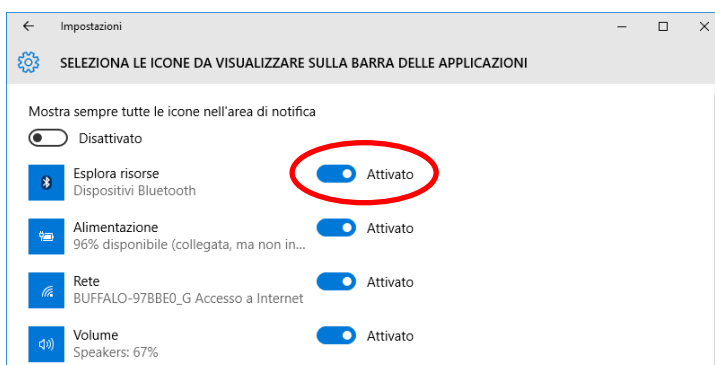 Impostazioni
SELEZIONA LE ICONE DA VISUALIZZARE SULLA BARRA DELLE APPLICAZIONI
Mostra sempre tutte le icone nell'area di notifica
Disattivato
Esplora risorse
Attivato
Dispositivi Bluetooth
Alimentazione
Attivato
96% disponibile (collegata, ma non in...
Rete
Attivato
BUFFALO-97BBE0_G Accesso a Internet
Volume
Attivato
Speakers: 67%